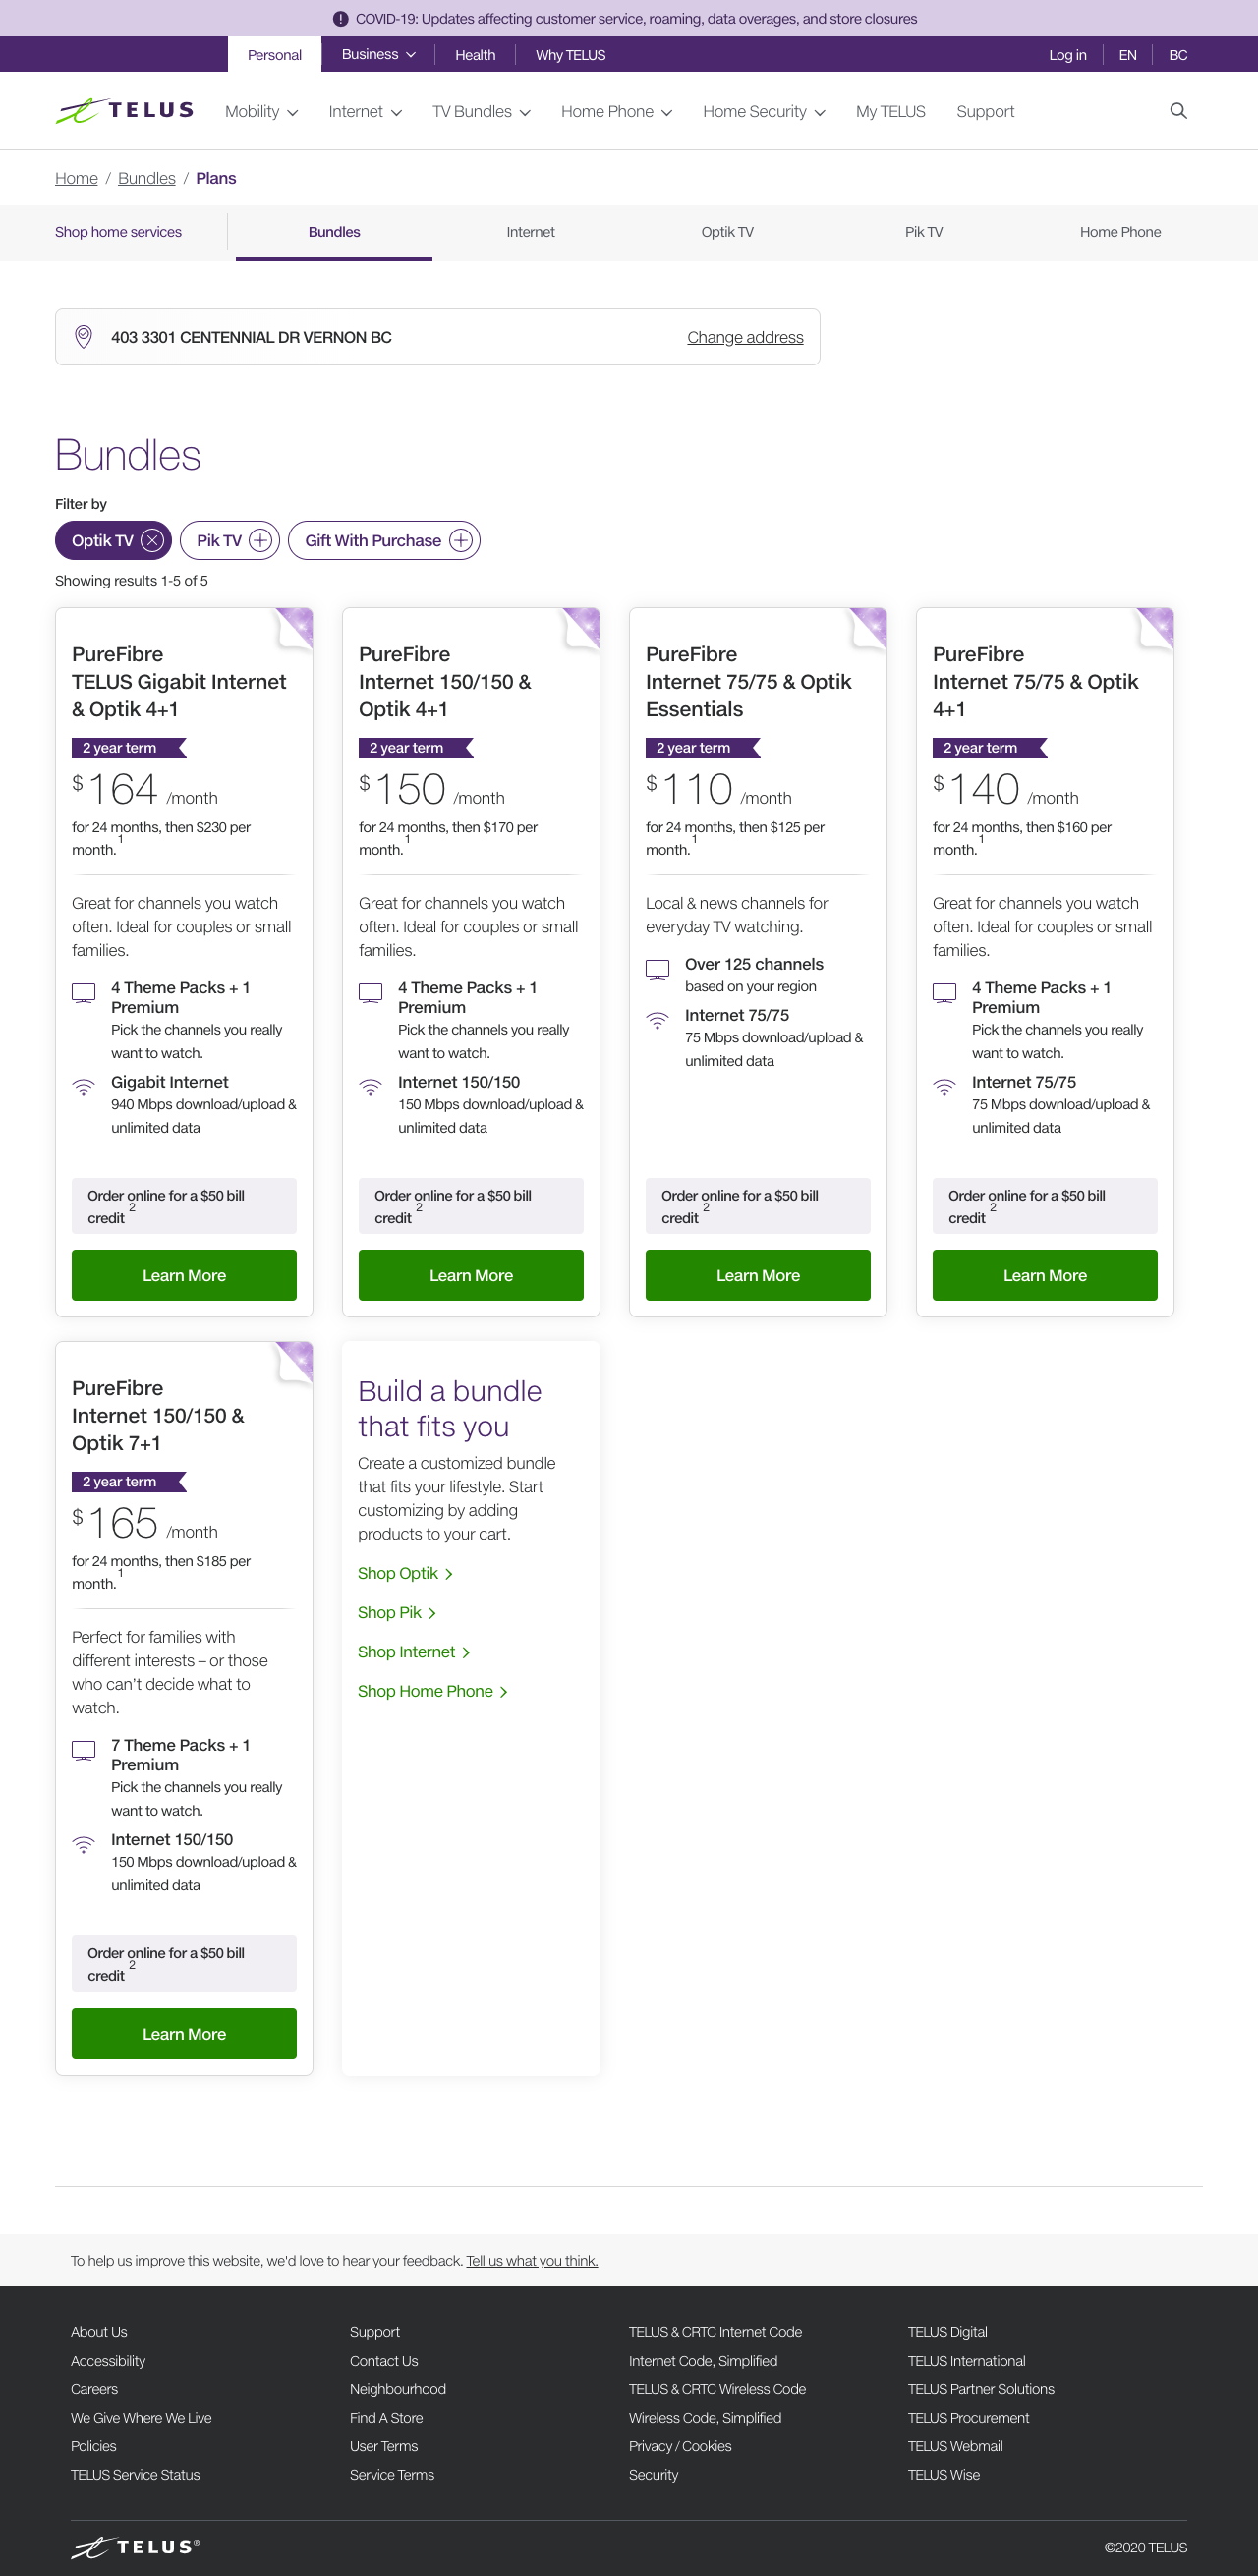 COVID-19: Updates affecting customer service, roaming, data overages, and store closures
Personal Business Health Why TELUS Log in EN BC
TELUS Mobility Internet TV Bundles Home Phone Home Security My TELUS Support
Home / Bundles / Plans
Shop home services Bundles Internet Optik TV Pik TV Home Phone
403 3301 CENTENNIAL DR VERNON BC Change address
Bundles
Filter by
Optik TV Pik TV Gift With Purchase
Showing results 1-5 of 5
PureFibre
TELUS Gigabit Internet
& Optik 4+1
2 year term
$164 /month
for 24 months, then $230 per
month.1
Great for channels you watch
often. Ideal for couples or small
families.
4 Theme Packs + 1
Premium
Pick the channels you really
want to watch.
Gigabit Internet
940 Mbps download/upload &
unlimited data
Order online for a $50 bill
credit 2
Learn More
PureFibre
Internet 150/150 &
Optik 4+1
2 year term
$150 /month
for 24 months, then $170 per
month.1
Great for channels you watch
often. Ideal for couples or small
families.
4 Theme Packs + 1
Premium
Pick the channels you really
want to watch.
Internet 150/150
150 Mbps download/upload &
unlimited data
Order online for a $50 bill
credit 2
Learn More
PureFibre
Internet 75/75 & Optik
Essentials
2 year term
$110 /month
for 24 months, then $125 per
month.1
Local & news channels for
everyday TV watching.
Over 125 channels
based on your region
Internet 75/75
75 Mbps download/upload &
unlimited data
Order online for a $50 bill
credit 2
Learn More
PureFibre
Internet 75/75 & Optik
4+1
2 year term
$140 /month
for 24 months, then $160 per
month.1
Great for channels you watch
often. Ideal for couples or small
families.
4 Theme Packs + 1
Premium
Pick the channels you really
want to watch.
Internet 75/75
75 Mbps download/upload &
unlimited data
Order online for a $50 bill
credit 2
Learn More
PureFibre
Internet 150/150 &
Optik 7+1
2 year term
$165 /month
for 24 months, then $185 per
month.1
Perfect for families with
different interests – or those
who can't decide what to
watch.
7 Theme Packs + 1
Premium
Pick the channels you really
want to watch.
Internet 150/150
150 Mbps download/upload &
unlimited data
Order online for a $50 bill
credit 2
Learn More
Build a bundle
that fits you
Create a customized bundle
that fits your lifestyle. Start
customizing by adding
products to your cart.
Shop Optik
Shop Pik
Shop Internet
Shop Home Phone
To help us improve this website, we'd love to hear your feedback. Tell us what you think.
About Us
Accessibility
Careers
We Give Where We Live
Policies
TELUS Service Status
Support
Contact Us
Neighbourhood
Find A Store
User Terms
Service Terms
TELUS & CRTC Internet Code
Internet Code, Simplified
TELUS & CRTC Wireless Code
Wireless Code, Simplified
Privacy / Cookies
Security
TELUS Digital
TELUS International
TELUS Partner Solutions
TELUS Procurement
TELUS Webmail
TELUS Wise
TELUS® ©2020 TELUS